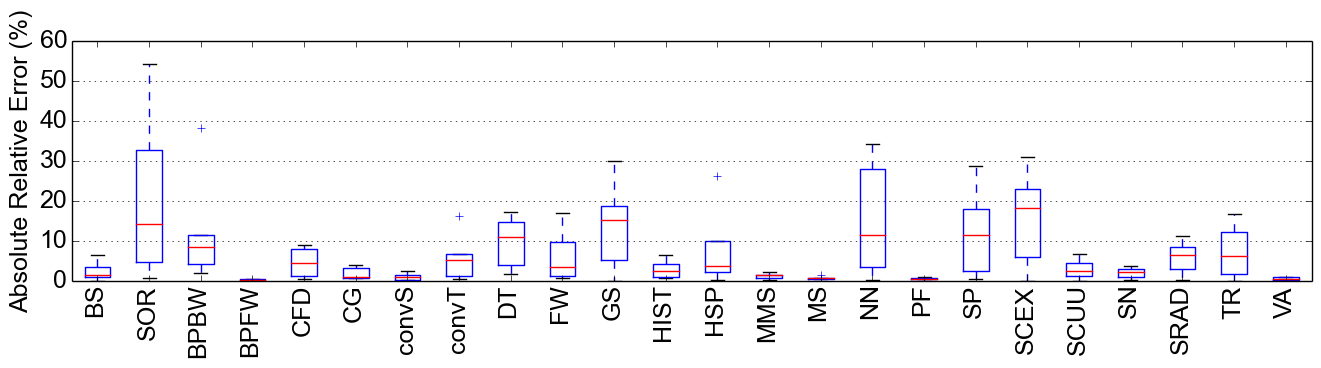 Absolute Relative Error (%)
60
50
40
30
20
10
0
BS
SOR
BPBW
BPFW
CFD
CG
convS
convT
DT
FW
GS
HIST
HSP
MMS
MS
NN
PF
SP
SCEX
SCUU
SN
SRAD
TR
VA